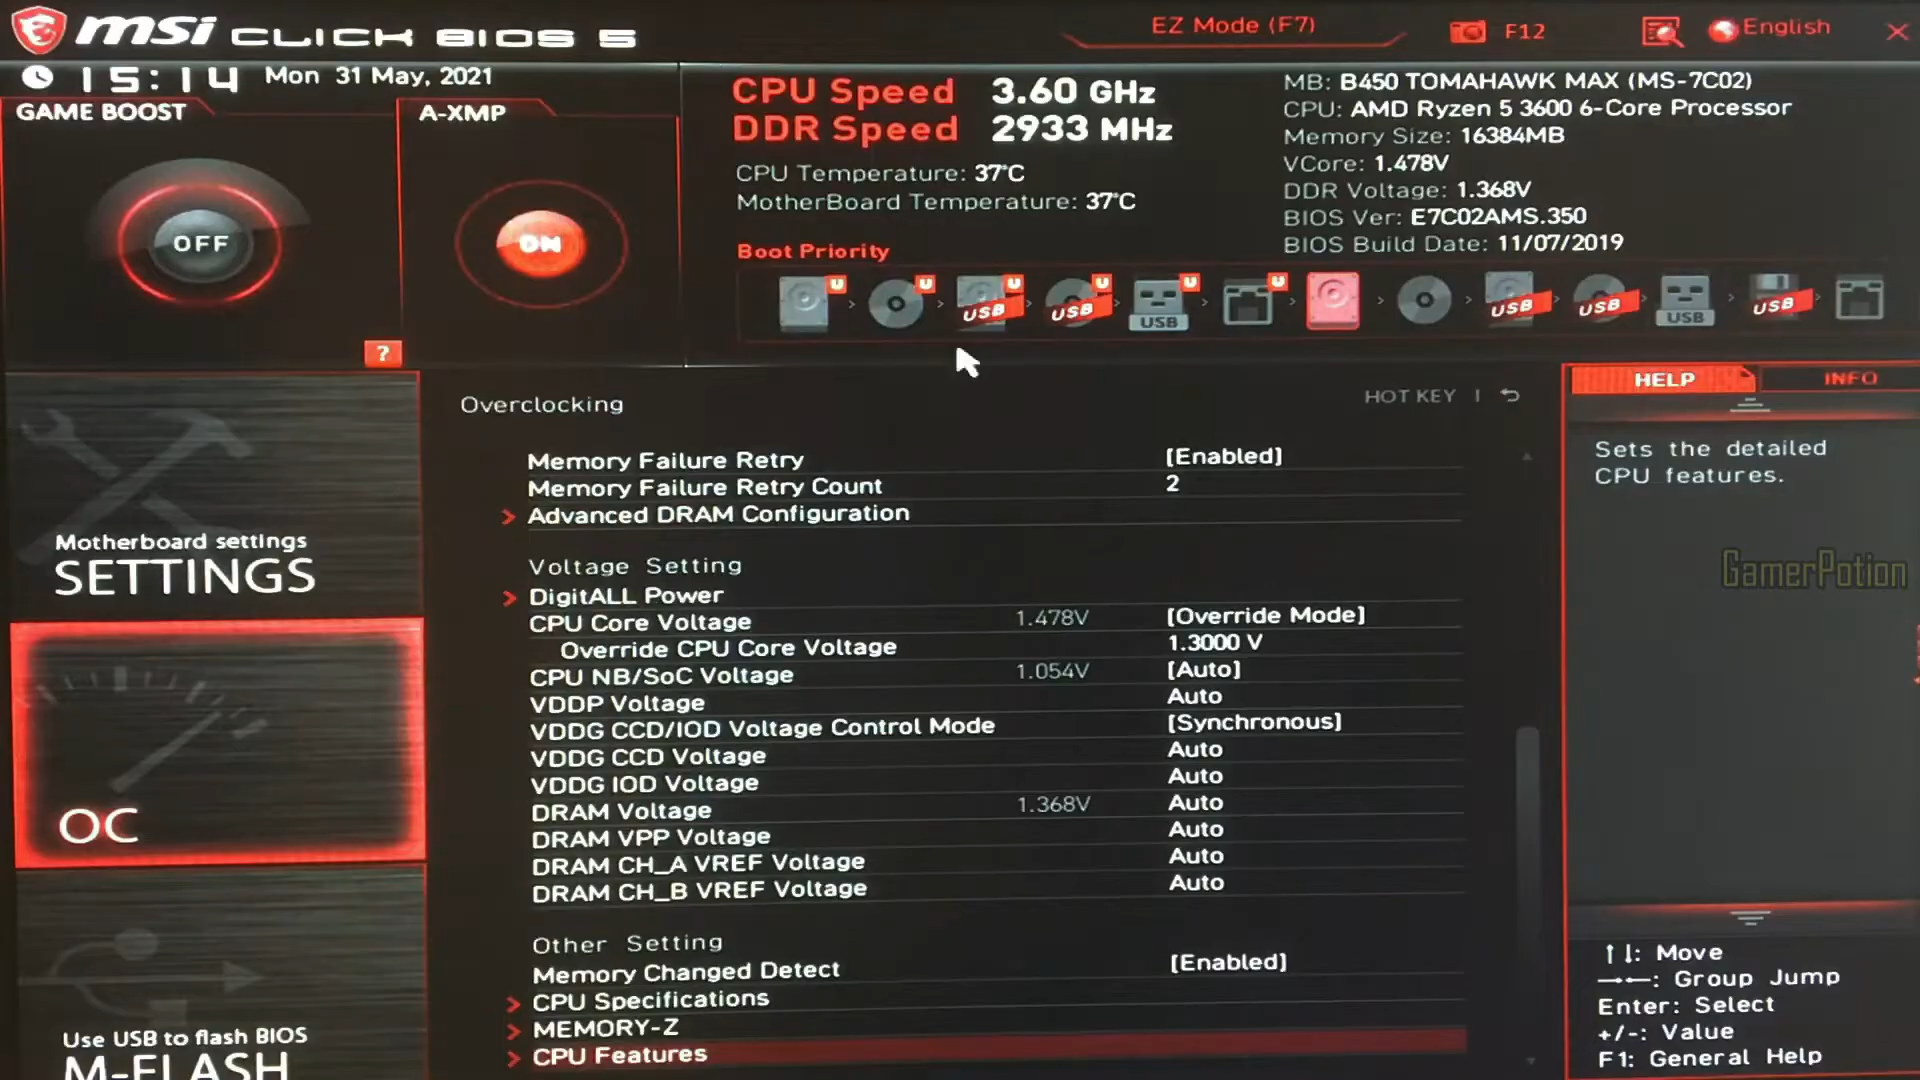 msi CLICK BIOS 5
EZ Mode (F7)
F12
English
15:14 Mon 31 May, 2021
GAME BOOST
OFF
?
A-XMP
ON
CPU Speed 3.60 GHz
DDR Speed 2933 MHz
CPU Temperature: 37°C
MotherBoard Temperature: 37°C
MB: B450 TOMAHAWK MAX (MS-7C02)
CPU: AMD Ryzen 5 3600 6-Core Processor
Memory Size: 16384MB
VCore: 1.478V
DDR Voltage: 1.368V
BIOS Ver: E7C02AMS.350
BIOS Build Date: 11/07/2019
Boot Priority
U U U USB U USB U USB U USB USB USB USB
Motherboard settings
SETTINGS
OC
Use USB to flash BIOS
M-FLASH
Overclocking
HOT KEY |
Memory Failure Retry [Enabled]
Memory Failure Retry Count 2
> Advanced DRAM Configuration
Voltage Setting
> DigitALL Power
CPU Core Voltage 1.478V [Override Mode]
Override CPU Core Voltage 1.3000 V
CPU NB/SoC Voltage 1.054V [Auto]
VDDP Voltage Auto
VDDG CCD/IOD Voltage Control Mode [Synchronous]
VDDG CCD Voltage Auto
VDDG IOD Voltage Auto
DRAM Voltage 1.368V Auto
DRAM VPP Voltage Auto
DRAM CH_A VREF Voltage Auto
DRAM CH_B VREF Voltage Auto
Other Setting
Memory Changed Detect [Enabled]
> CPU Specifications
> MEMORY-Z
> CPU Features
HELP
INFO
Sets the detailed
CPU features.
GamerPotion
↑↓: Move
→←: Group Jump
Enter: Select
+/-: Value
F1: General Help